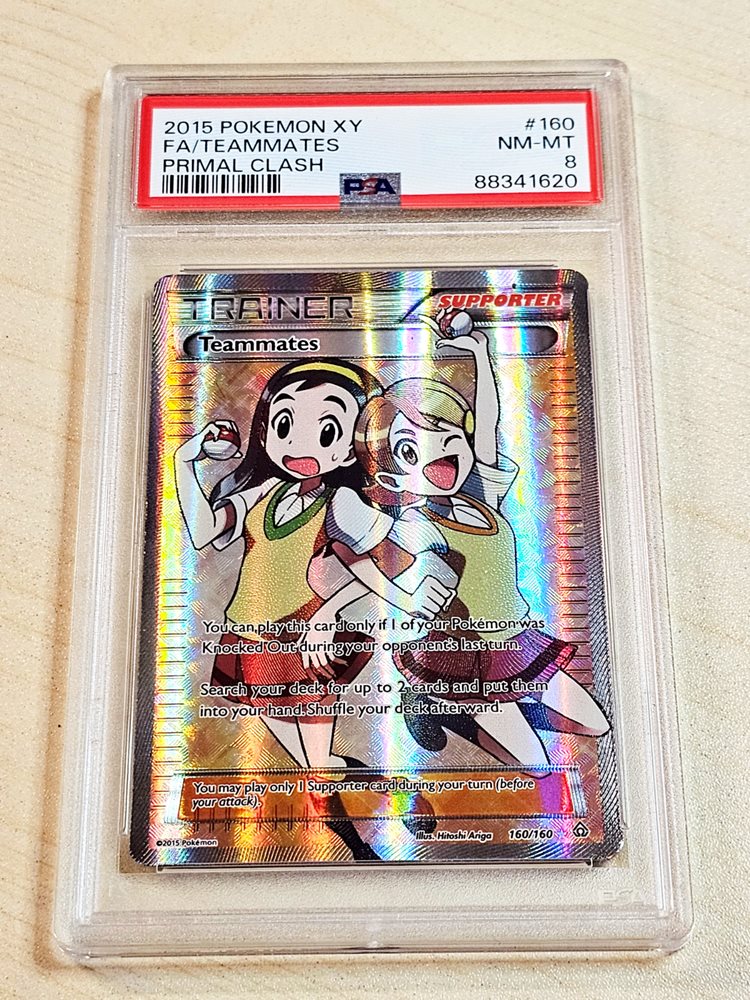 2015 POKEMON XY #160
FA/TEAMMATES NM-MT
PRIMAL CLASH 8
PSA 88341620
TRAINER SUPPORTER
Teammates
You can play this card only if 1 of your Pokémon was
Knocked Out during your opponent's last turn.
Search your deck for up to 2 cards and put them
into your hand. Shuffle your deck afterward.
You may play only 1 Supporter card during your turn (before
your attack).
Illus. Hitoshi Ariga 160/160
©2015 Pokémon